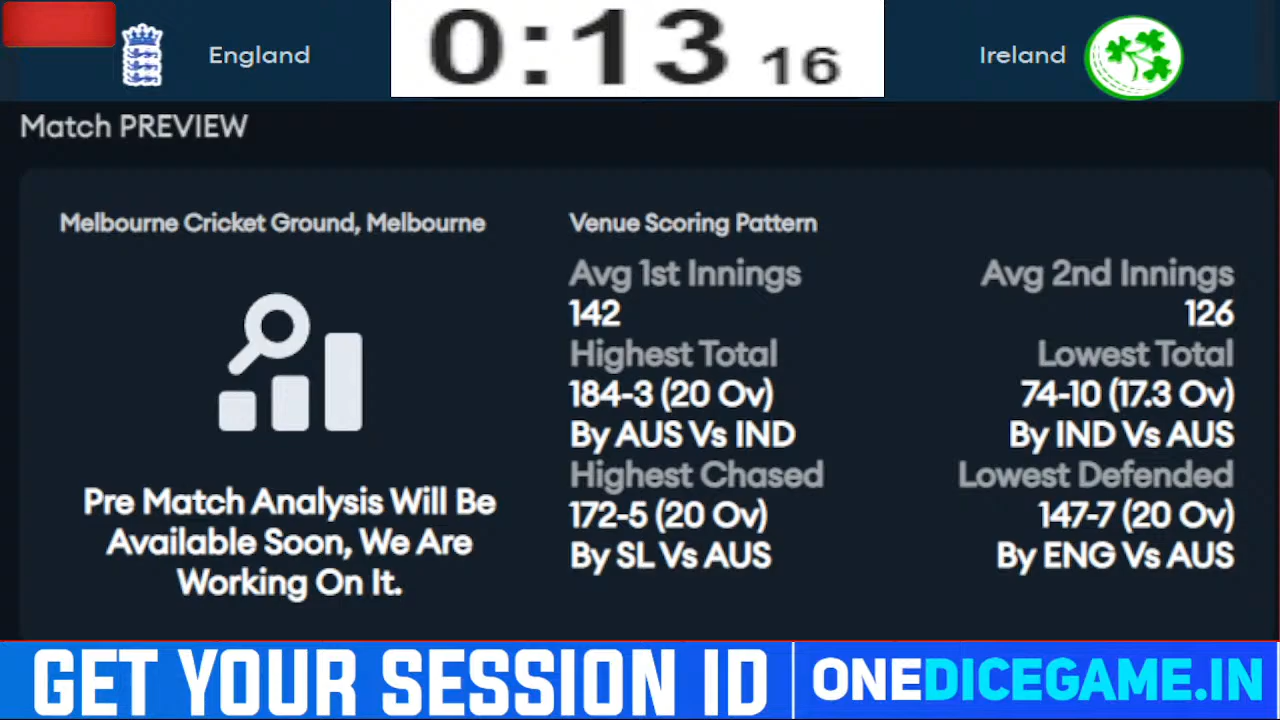 England
0:13 16
Ireland
Match PREVIEW
Melbourne Cricket Ground, Melbourne
Pre Match Analysis Will Be
Available Soon, We Are
Working On It.
Venue Scoring Pattern
Avg 1st Innings
142
Avg 2nd Innings
126
Highest Total
184-3 (20 Ov)
By AUS Vs IND
Lowest Total
74-10 (17.3 Ov)
By IND Vs AUS
Highest Chased
172-5 (20 Ov)
By SL Vs AUS
Lowest Defended
147-7 (20 Ov)
By ENG Vs AUS
GET YOUR SESSION ID
ONEDICEGAME.IN